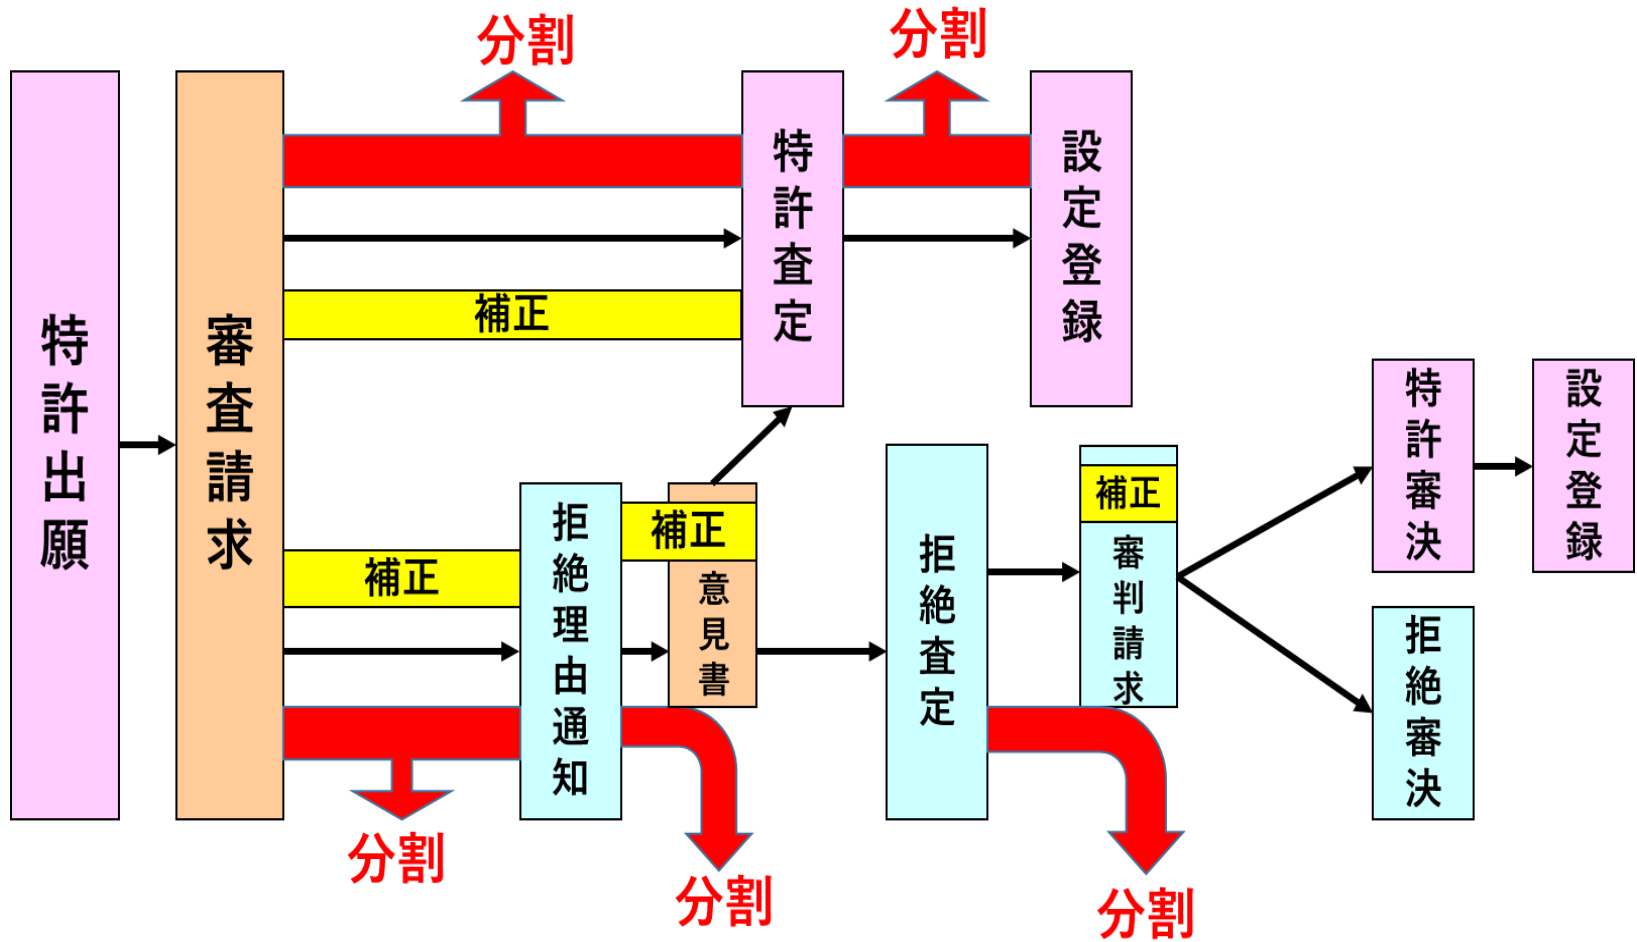 分割
分割
特許出願
審査請求
特許査定
設定登録
補正
補正
拒絶理由通知
補正
意見書
拒絶査定
補正
審判請求
特許審決
設定登録
拒絶審決
分割
分割
分割